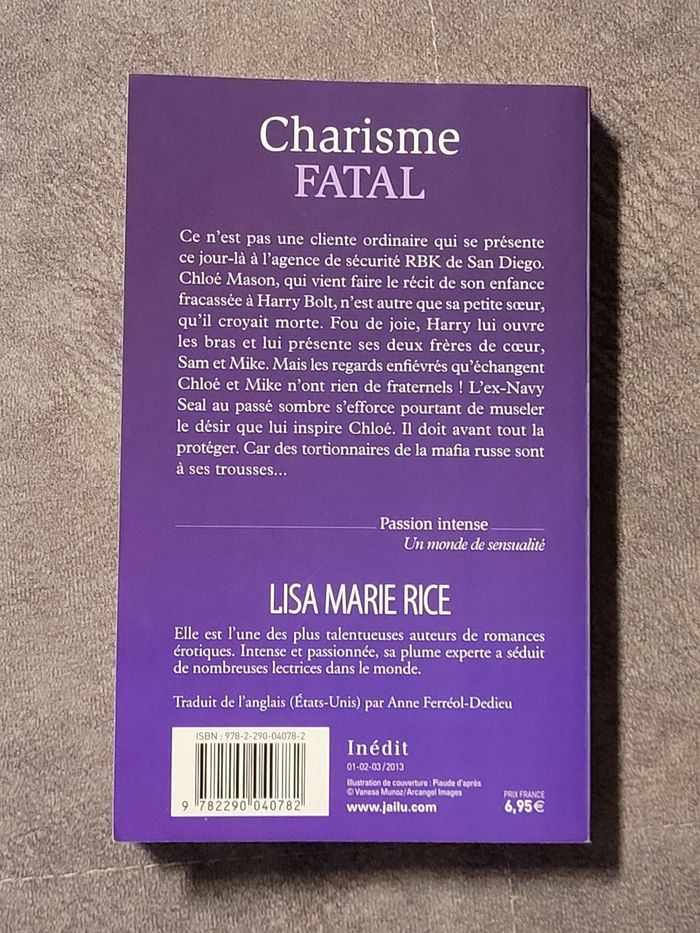 Charisme
FATAL
Ce n'est pas une cliente ordinaire qui se présente
ce jour-là à l'agence de sécurité RBK de San Diego.
Chloé Mason, qui vient faire le récit de son enfance
fracassée à Harry Bolt, n'est autre que sa petite sœur,
qu'il croyait morte. Fou de joie, Harry lui ouvre
les bras et lui présente ses deux frères de cœur,
Sam et Mike. Mais les regards enfiévrés qu'échangent
Chloé et Mike n'ont rien de fraternels ! L'ex-Navy
Seal au passé sombre s'efforce pourtant de museler
le désir que lui inspire Chloé. Il doit avant tout la
protéger. Car des tortionnaires de la mafia russe sont
à ses trousses...
Passion intense
Un monde de sensualité
LISA MARIE RICE
Elle est l'une des plus talentueuses auteurs de romances
érotiques. Intense et passionnée, sa plume experte a séduit
de nombreuses lectrices dans le monde.
Traduit de l'anglais (États-Unis) par Anne Ferréol-Dedieu
ISBN : 978-2-290-04078-2
9 782290 040782
Inédit
01-02-03/2013
Illustration de couverture : Piaude d'après
© Vanesa Munoz/Arcangel Images
www.jailu.com
PRIX FRANCE
6,95€